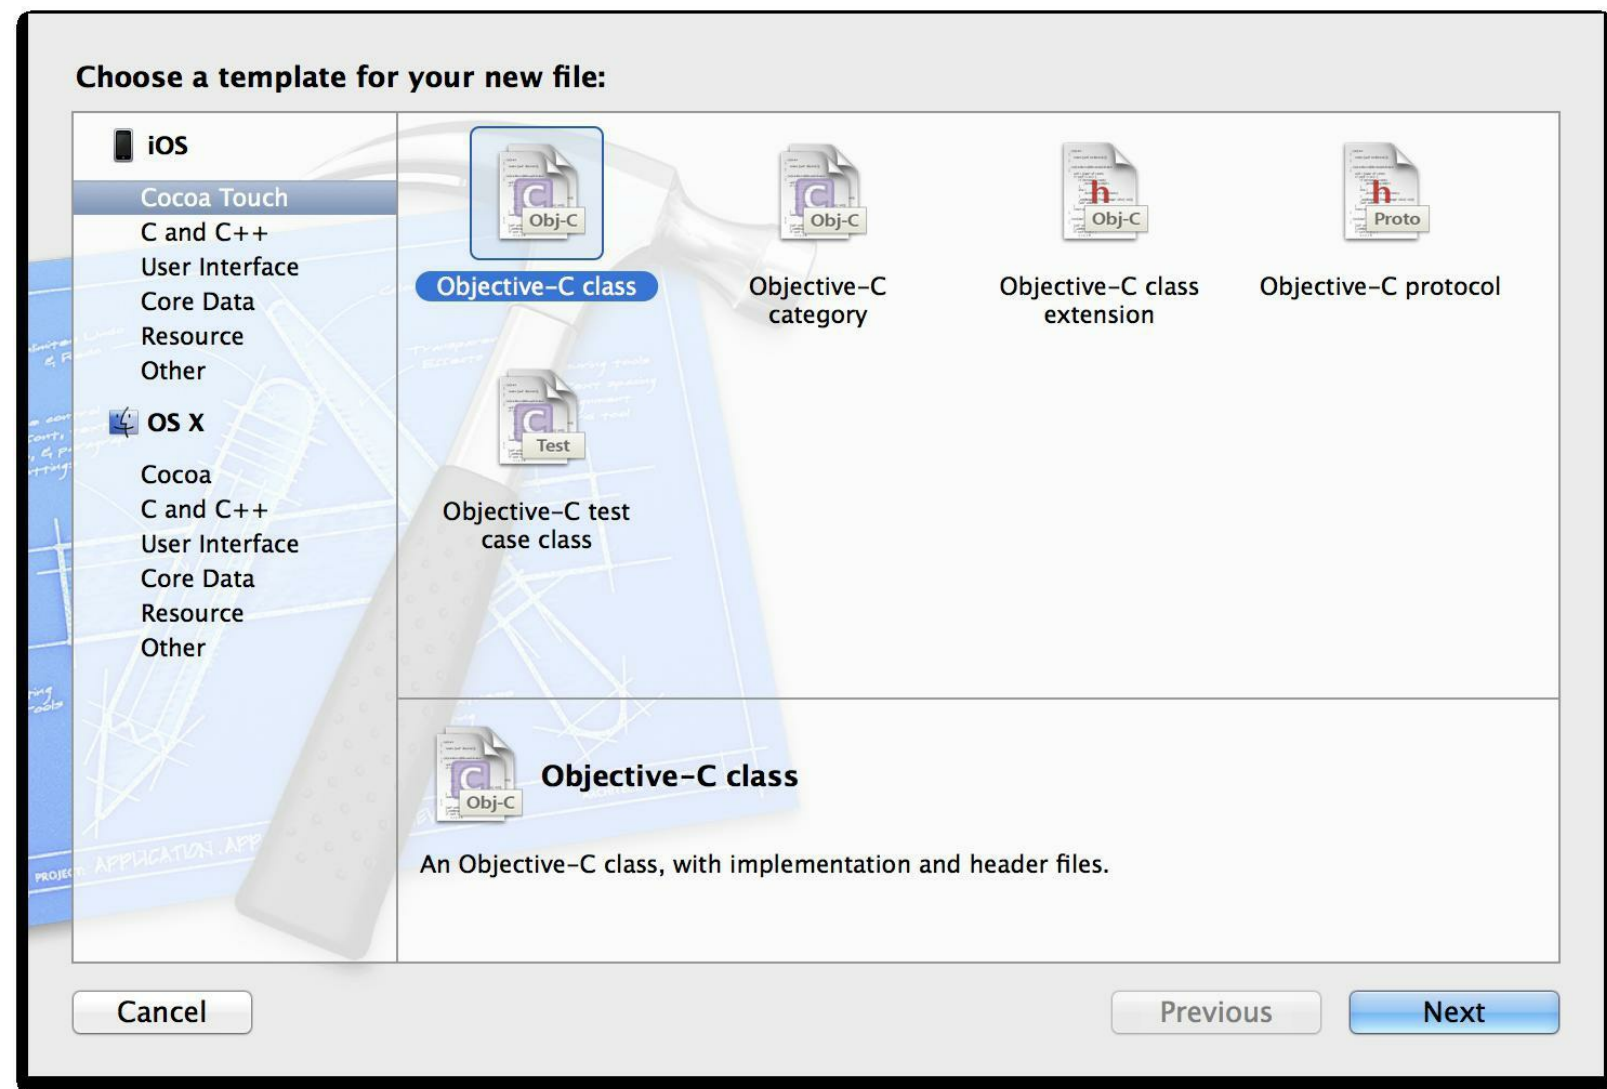 Choose a template for your new file:
iOS
Cocoa Touch
C and C++
User Interface
Core Data
Resource
Other
OS X
Cocoa
C and C++
User Interface
Core Data
Resource
Other
C
Obj-C
Objective-C class
C
Obj-C
Objective-C
category
h
Obj-C
Objective-C class
extension
h
Proto
Objective-C protocol
C
Test
Objective-C test
case class
C
Obj-C
Objective-C class
An Objective-C class, with implementation and header files.
Cancel
Previous
Next